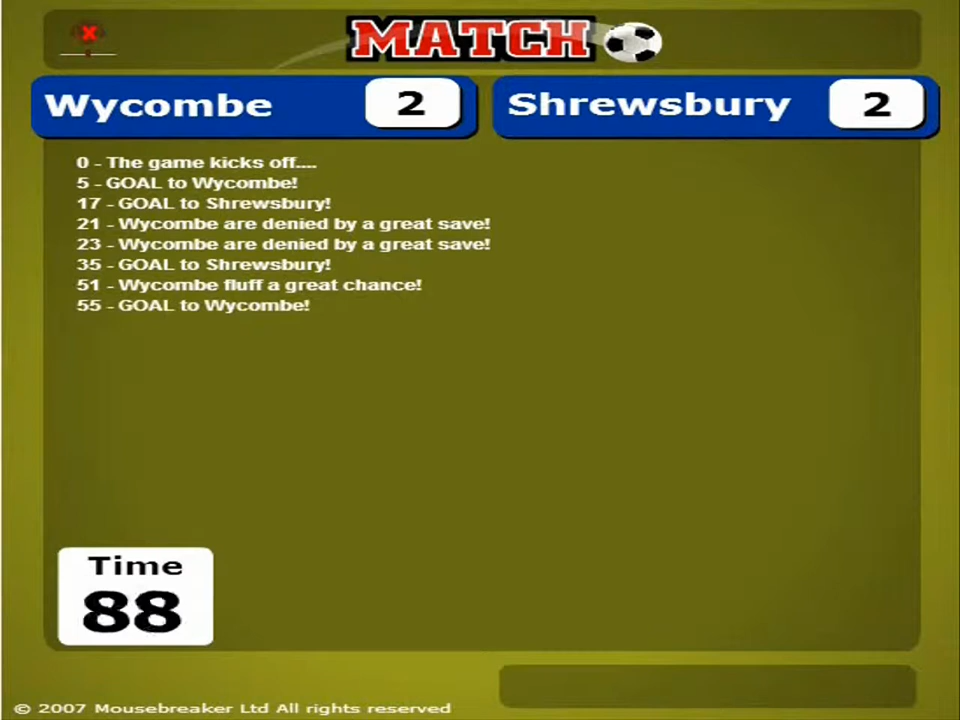 MATCH
Wycombe 2 Shrewsbury 2
0 - The game kicks off....
5 - GOAL to Wycombe!
17 - GOAL to Shrewsbury!
21 - Wycombe are denied by a great save!
23 - Wycombe are denied by a great save!
35 - GOAL to Shrewsbury!
51 - Wycombe fluff a great chance!
55 - GOAL to Wycombe!
Time
88
© 2007 Mousebreaker Ltd All rights reserved